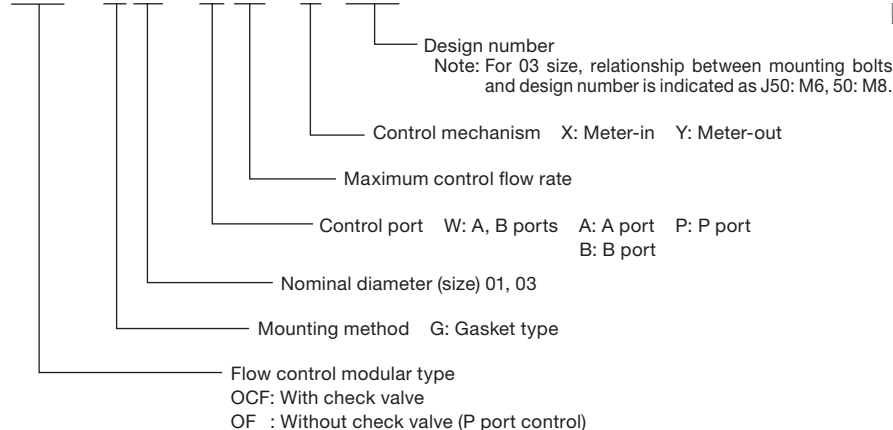 Design number
Note: For 03 size, relationship between mounting bolts
and design number is indicated as J50: M6, 50: M8.
Control mechanism X: Meter-in Y: Meter-out
Maximum control flow rate
Control port W: A, B ports A: A port P: P port
B: B port
Nominal diameter (size) 01, 03
Mounting method G: Gasket type
Flow control modular type
OCF: With check valve
OF : Without check valve (P port control)